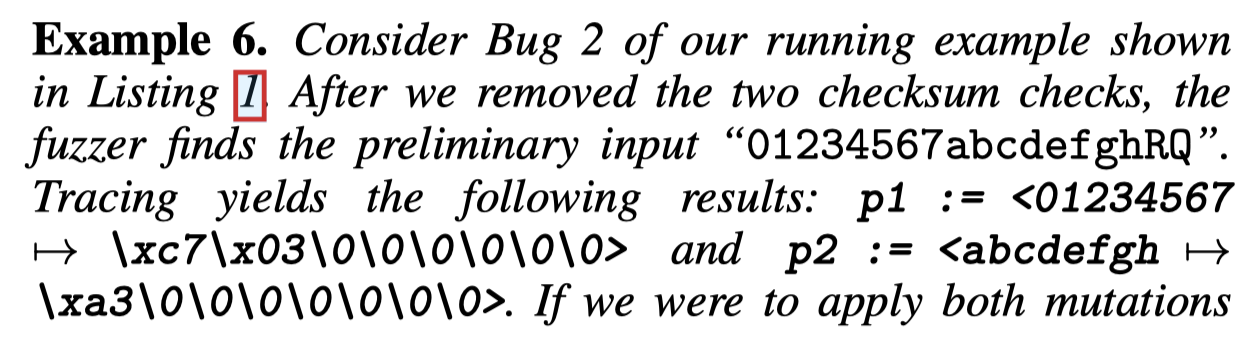 Example 6. Consider Bug 2 of our running example shown
in Listing 1. After we removed the two checksum checks, the
fuzzer finds the preliminary input “01234567abcdefghRQ”.
Tracing yields the following results: p1 := <01234567
↦ \xc7\x03\0\0\0\0\0\0> and p2 := <abcdefgh ↦
\xa3\0\0\0\0\0\0\0>. If we were to apply both mutations